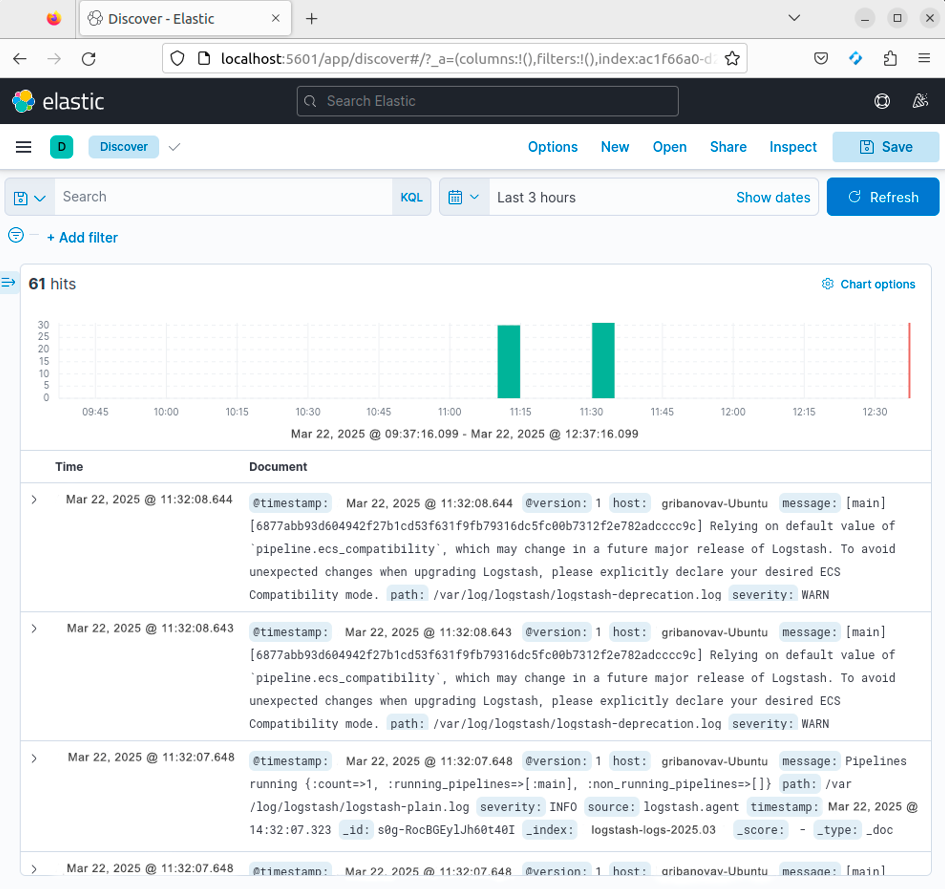 Discover - Elastic
localhost:5601/app/discover#/?_a=(columns:!(),filters:!(),index:ac1f66a0-d
elastic Search Elastic
D Discover Options New Open Share Inspect Save
Search KQL Last 3 hours Show dates Refresh
+ Add filter
61 hits Chart options
30
25
20
15
10
5
0
09:45 10:00 10:15 10:30 10:45 11:00 11:15 11:30 11:45 12:00 12:15 12:30
Mar 22, 2025 @ 09:37:16.099 - Mar 22, 2025 @ 12:37:16.099
Time Document
Mar 22, 2025 @ 11:32:08.644 @timestamp: Mar 22, 2025 @ 11:32:08.644 @version: 1 host: gribanovav-Ubuntu message: [main]
[6877abb93d604942f27b1cd53f631f9fb79316dc5fc00b7312f2e782adcccc9c] Relying on default value of
`pipeline.ecs_compatibility`, which may change in a future major release of Logstash. To avoid
unexpected changes when upgrading Logstash, please explicitly declare your desired ECS
Compatibility mode. path: /var/log/logstash/logstash-deprecation.log severity: WARN
Mar 22, 2025 @ 11:32:08.643 @timestamp: Mar 22, 2025 @ 11:32:08.643 @version: 1 host: gribanovav-Ubuntu message: [main]
[6877abb93d604942f27b1cd53f631f9fb79316dc5fc00b7312f2e782adcccc9c] Relying on default value of
`pipeline.ecs_compatibility`, which may change in a future major release of Logstash. To avoid
unexpected changes when upgrading Logstash, please explicitly declare your desired ECS
Compatibility mode. path: /var/log/logstash/logstash-deprecation.log severity: WARN
Mar 22, 2025 @ 11:32:07.648 @timestamp: Mar 22, 2025 @ 11:32:07.648 @version: 1 host: gribanovav-Ubuntu message: Pipelines
running {:count=>1, :running_pipelines=>[:main], :non_running_pipelines=>[]} path: /var
/log/logstash/logstash-plain.log severity: INFO source: logstash.agent timestamp: Mar 22, 2025 @
14:32:07.323 _id: s0g-RocBGEylJh60t40I _index: logstash-logs-2025.03 _score: - _type: _doc
Mar 22, 2025 @ 11:32:07.648 @timestamp: Mar 22, 2025 @ 11:32:07.648 @version: 1 host: gribanovav-Ubuntu message: [main]